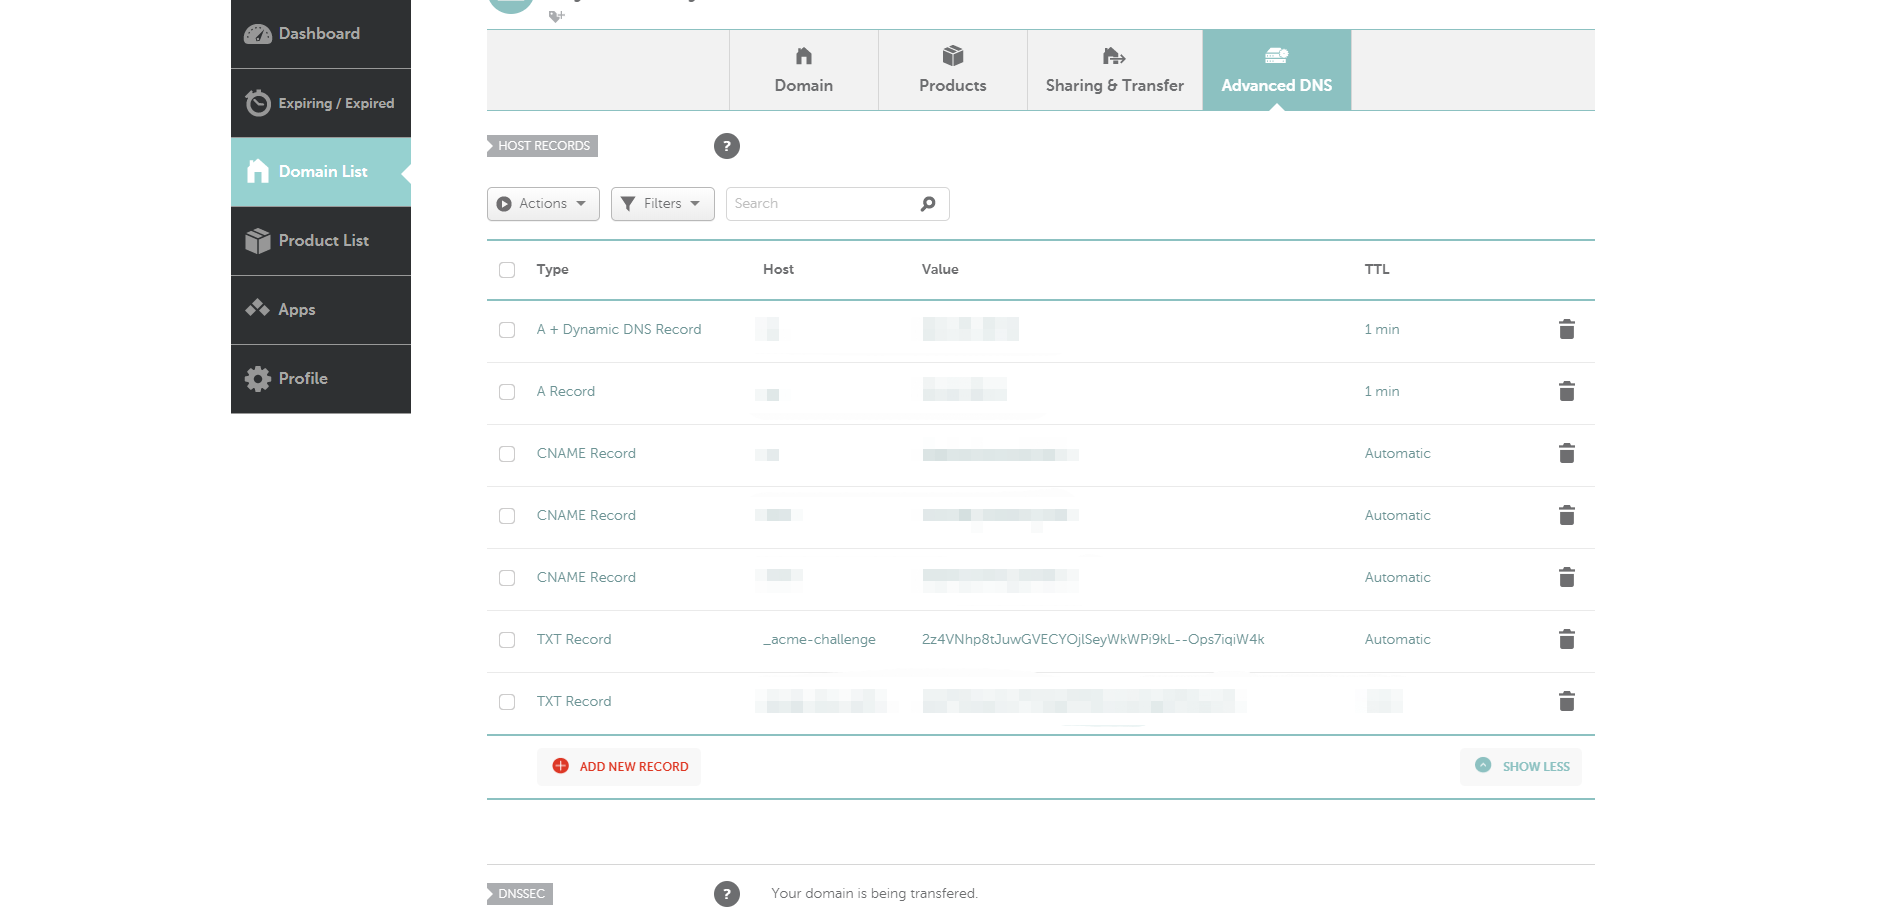 Dashboard
Expiring / Expired
Domain List
Product List
Apps
Profile
Domain
Products
Sharing & Transfer
Advanced DNS
HOST RECORDS
?
Actions
Filters
Search
Type Host Value TTL
A + Dynamic DNS Record 1 min
A Record 1 min
CNAME Record Automatic
CNAME Record Automatic
CNAME Record Automatic
TXT Record _acme-challenge 2z4VNhp8tJuwGVECYOjlSeyWkWPi9kL--Ops7iqiW4k Automatic
TXT Record
ADD NEW RECORD
SHOW LESS
DNSSEC
?
Your domain is being transfered.